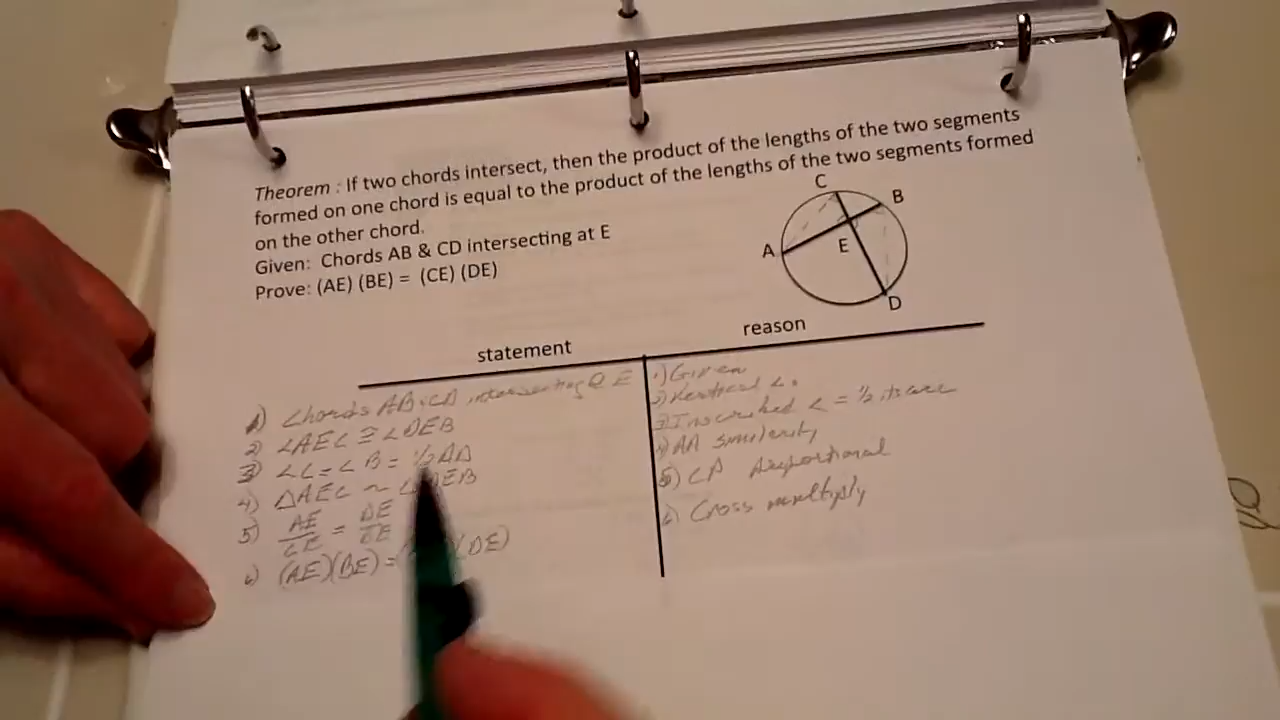 Theorem : If two chords intersect, then the product of the lengths of the two segments
formed on one chord is equal to the product of the lengths of the two segments formed
on the other chord.
Given: Chords AB & CD intersecting at E
Prove: (AE) (BE) = (CE) (DE)
C
B
A
E
D
statement
reason
1) Chords AB, CD intersecting @ E
2) ∠AEC ≅ ∠DEB
3) ∠C = ∠B = ½
4) △AEC ~ DEB
5) AE/CE = DE/BE
6) (AE)(BE) = (DE)
1) Given
2) Vertical ∠s
3) Inscribed ∠ = ½ its arc
4) AA similarity
5) Proportional
6) Cross multiply